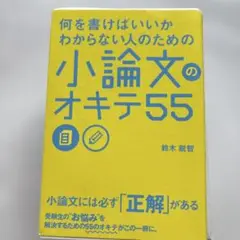 何を書けばいいか
わからない人のための
小論文の
オキテ55
鈴木 鋭智
小論文には必ず「正解」がある
受験生の"お悩み"を
解決するための55のオキテがこの一冊に。